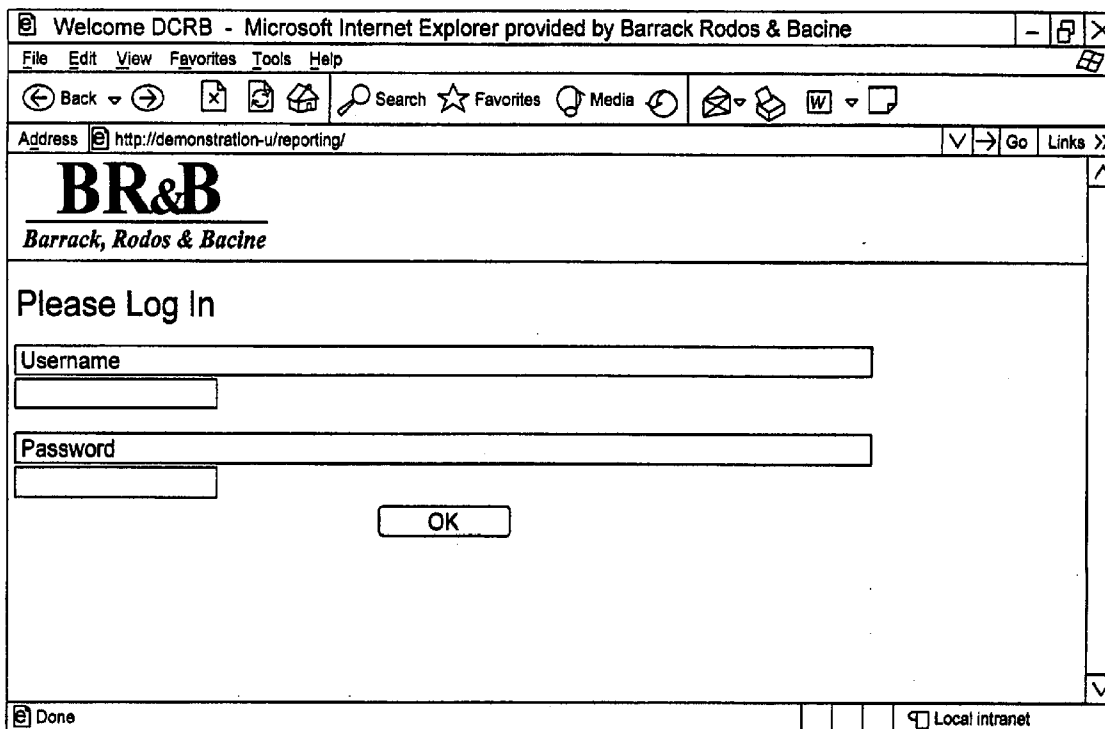 Welcome DCRB - Microsoft Internet Explorer provided by Barrack Rodos & Bacine
File Edit View Favorites Tools Help
Back Search Favorites Media W
Address http://demonstration-u/reporting/ Go Links
BR&B
Barrack, Rodos & Bacine
Please Log In
Username
Password
OK
Done Local intranet